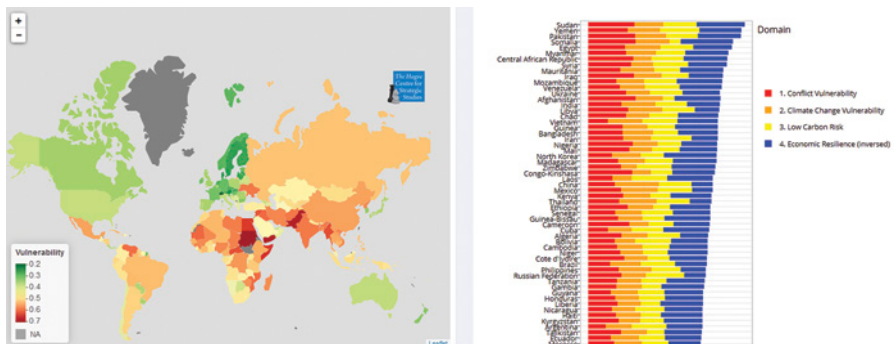 +
−
The Hague
Centre for
Strategic
Studies
Vulnerability
0.2
0.3
0.4
0.5
0.6
0.7
NA
Leaflet
Sudan
Yemen
Pakistan
Somalia
Egypt
Myanmar
Central African Republic
Syria
Mauritania
Iraq
Mozambique
Venezuela
Ukraine
Afghanistan
India
Libya
Chad
Vietnam
Guinea
Bangladesh
Iran
Nigeria
Mali
North Korea
Madagascar
Zimbabwe
Congo-Kinshasa
Laos
China
Mexico
Kenya
Thailand
Ethiopia
Senegal
Guinea-Bissau
Cameroon
Cuba
Algeria
Bolivia
Cambodia
Niger
Cote d'Ivoire
Brazil
Philippines
Russian Federation
Tanzania
Gambia
Guyana
Honduras
Liberia
Nicaragua
Haiti
Kyrgyzstan
Argentina
Tajikistan
Ecuador
Domain
1. Conflict Vulnerability
2. Climate Change Vulnerability
3. Low Carbon Risk
4. Economic Resilience (inversed)